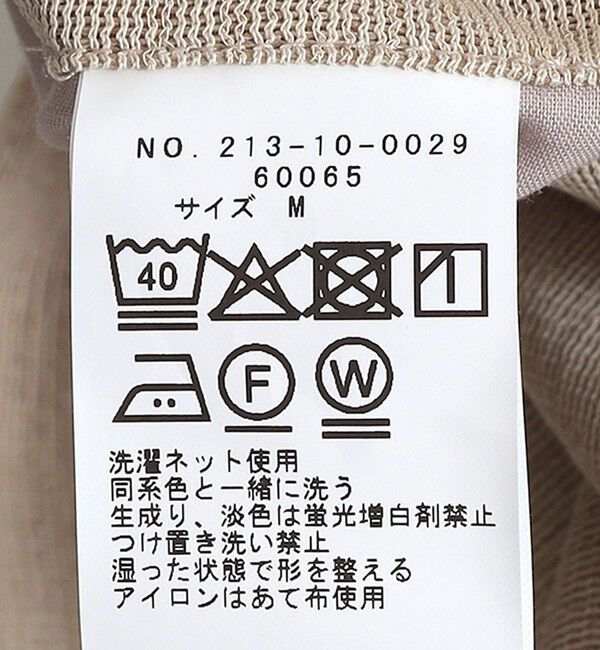 NO. 213-10-0029
60065
サイズ M
40
F W
洗濯ネット使用
同系色と一緒に洗う
生成り、淡色は蛍光増白剤禁止
つけ置き洗い禁止
湿った状態で形を整える
アイロンはあて布使用